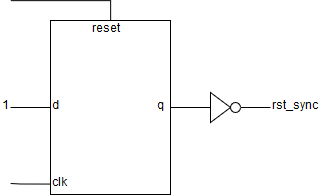 reset
1
d
q
rst_sync
clk